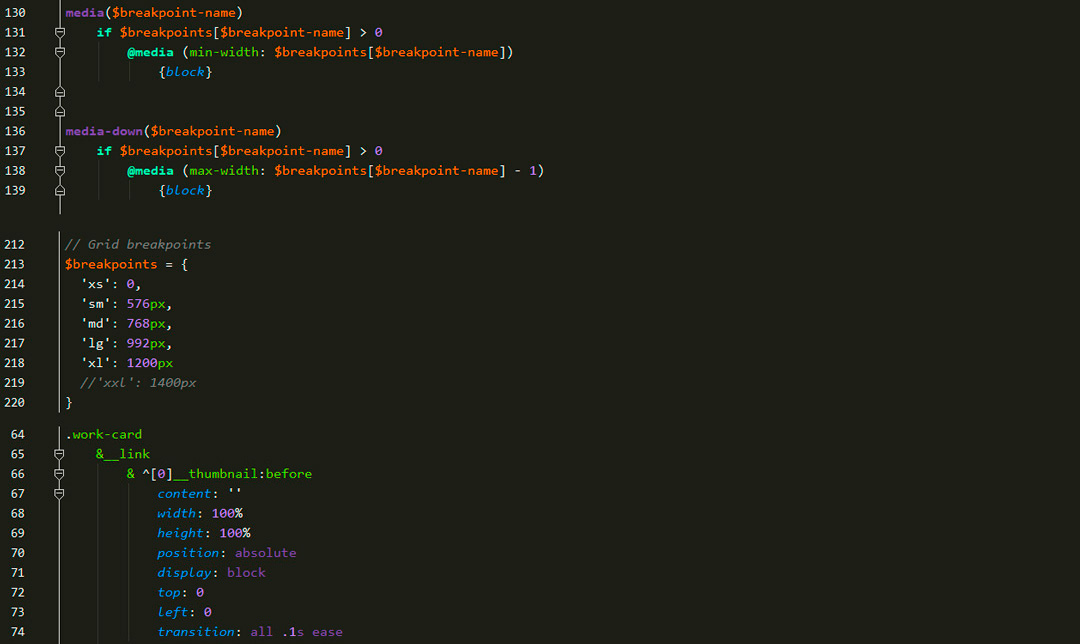 130 media($breakpoint-name)
131     if $breakpoints[$breakpoint-name] > 0
132         @media (min-width: $breakpoints[$breakpoint-name])
133             {block}
134
135
136 media-down($breakpoint-name)
137     if $breakpoints[$breakpoint-name] > 0
138         @media (max-width: $breakpoints[$breakpoint-name] - 1)
139             {block}
212 // Grid breakpoints
213 $breakpoints = {
214   'xs': 0,
215   'sm': 576px,
216   'md': 768px,
217   'lg': 992px,
218   'xl': 1200px
219   //'xxl': 1400px
220 }
64 .work-card
65     &__link
66         & ^[0]__thumbnail:before
67             content: ''
68             width: 100%
69             height: 100%
70             position: absolute
71             display: block
72             top: 0
73             left: 0
74             transition: all .1s ease